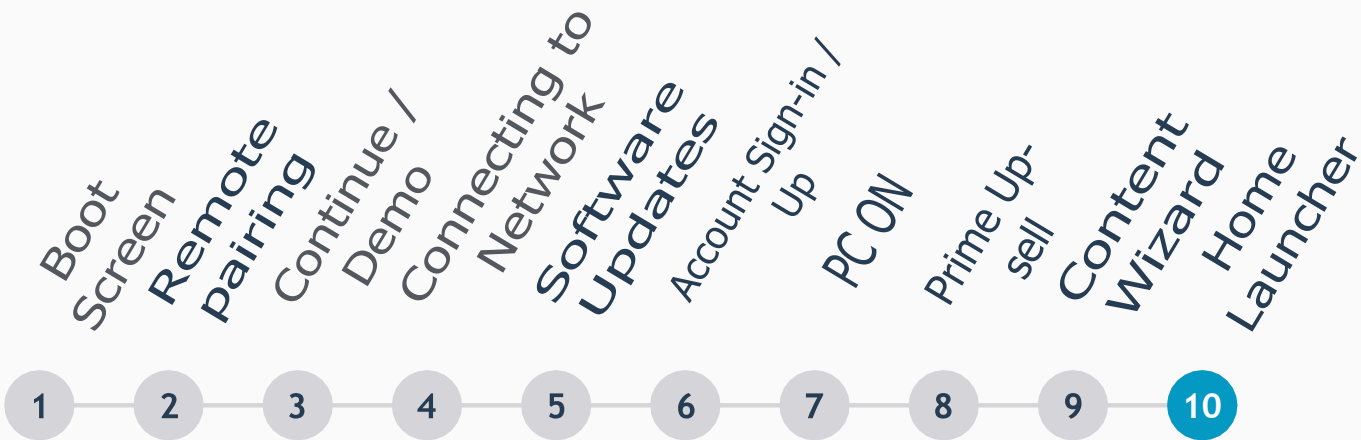 Boot
Screen
Remote
pairing
Continue /
Demo
Connecting to
Network
Software
Updates
Account Sign-in /
Up
PC ON
Prime Up-
sell
Content
Wizard
Home
Launcher
1 2 3 4 5 6 7 8 9 10